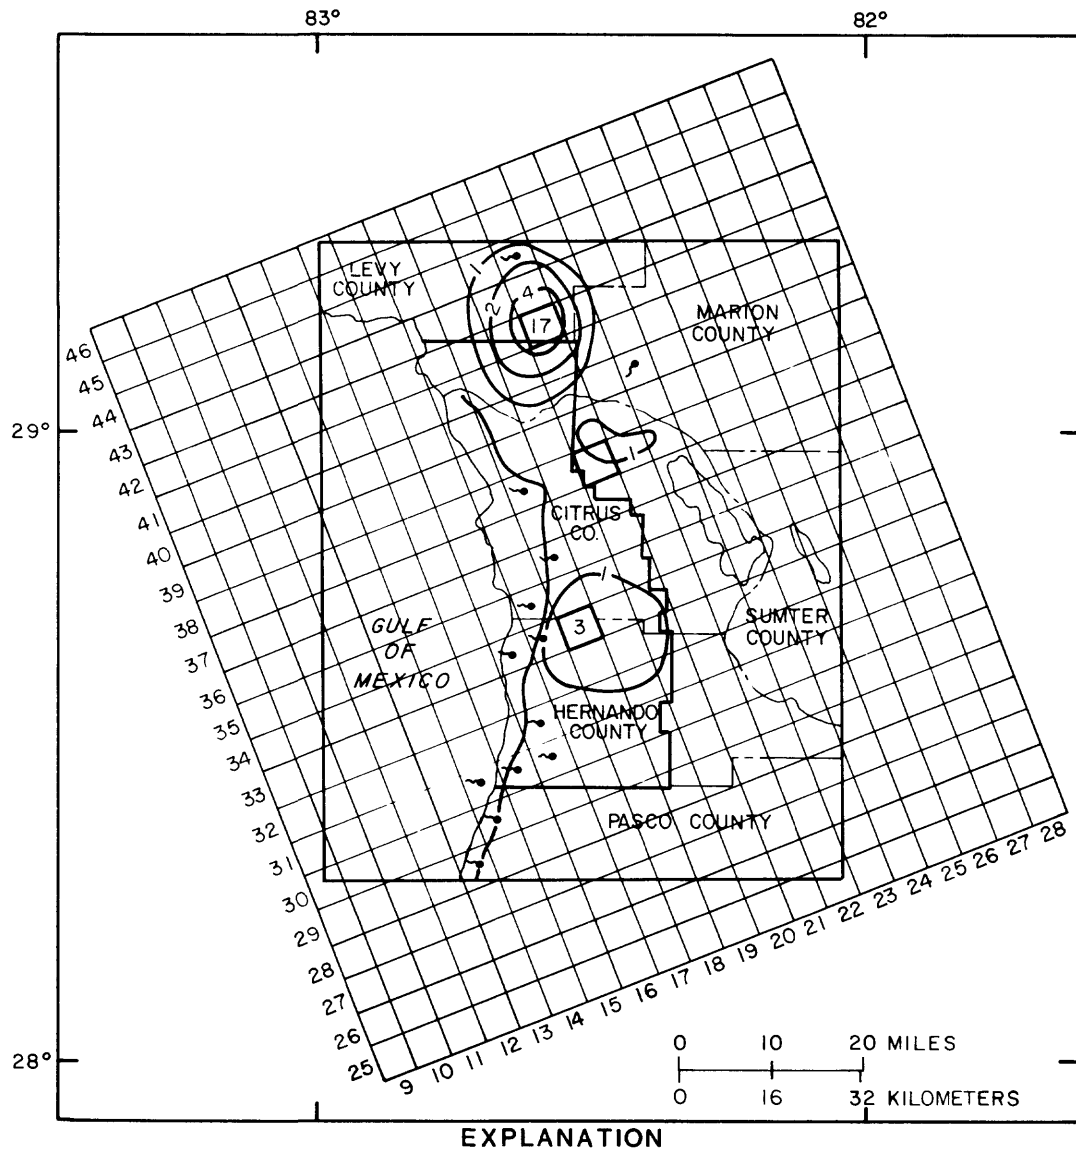 83°
82°
LEVY
COUNTY
1
2
4
17
MARION
COUNTY
46
45
44
43
42
41
40
39
38
37
36
35
34
33
32
31
30
29
28
27
26
25
29°
1
CITRUS
CO.
1
3
SUMTER
COUNTY
GULF
OF
MEXICO
HERNANDO
COUNTY
PASCO COUNTY
9 10 11 12 13 14 15 16 17 18 19 20 21 22 23 24 25 26 27 28
28°
0 10 20 MILES
0 16 32 KILOMETERS
EXPLANATION